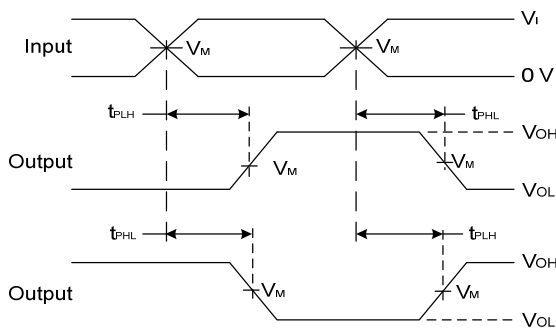 VI
Input VM VM
0 V
tPLH tPHL
VOH
Output VM VM
VOL
tPHL tPLH
VOH
Output VM VM
VOL